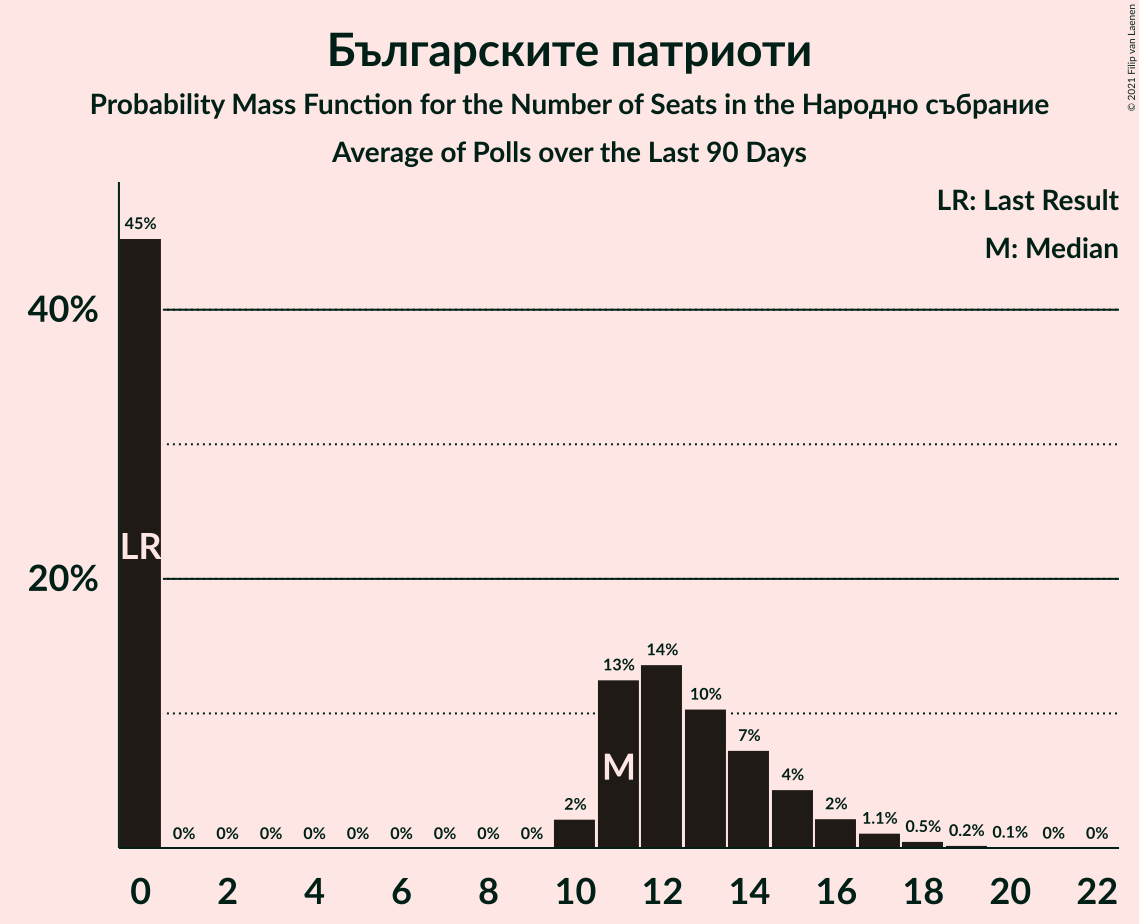 Българските патриоти
Probability Mass Function for the Number of Seats in the Народно събрание
Average of Polls over the Last 90 Days
© 2021 Filip van Laenen
LR: Last Result
M: Median
45%
40%
LR
20%
14%
13%
10%
7%
M
4%
2%
2%
1.1%
0.5%
0.2%
0.1%
0% 0% 0% 0% 0% 0% 0% 0% 0% 0% 0%
0 2 4 6 8 10 12 14 16 18 20 22